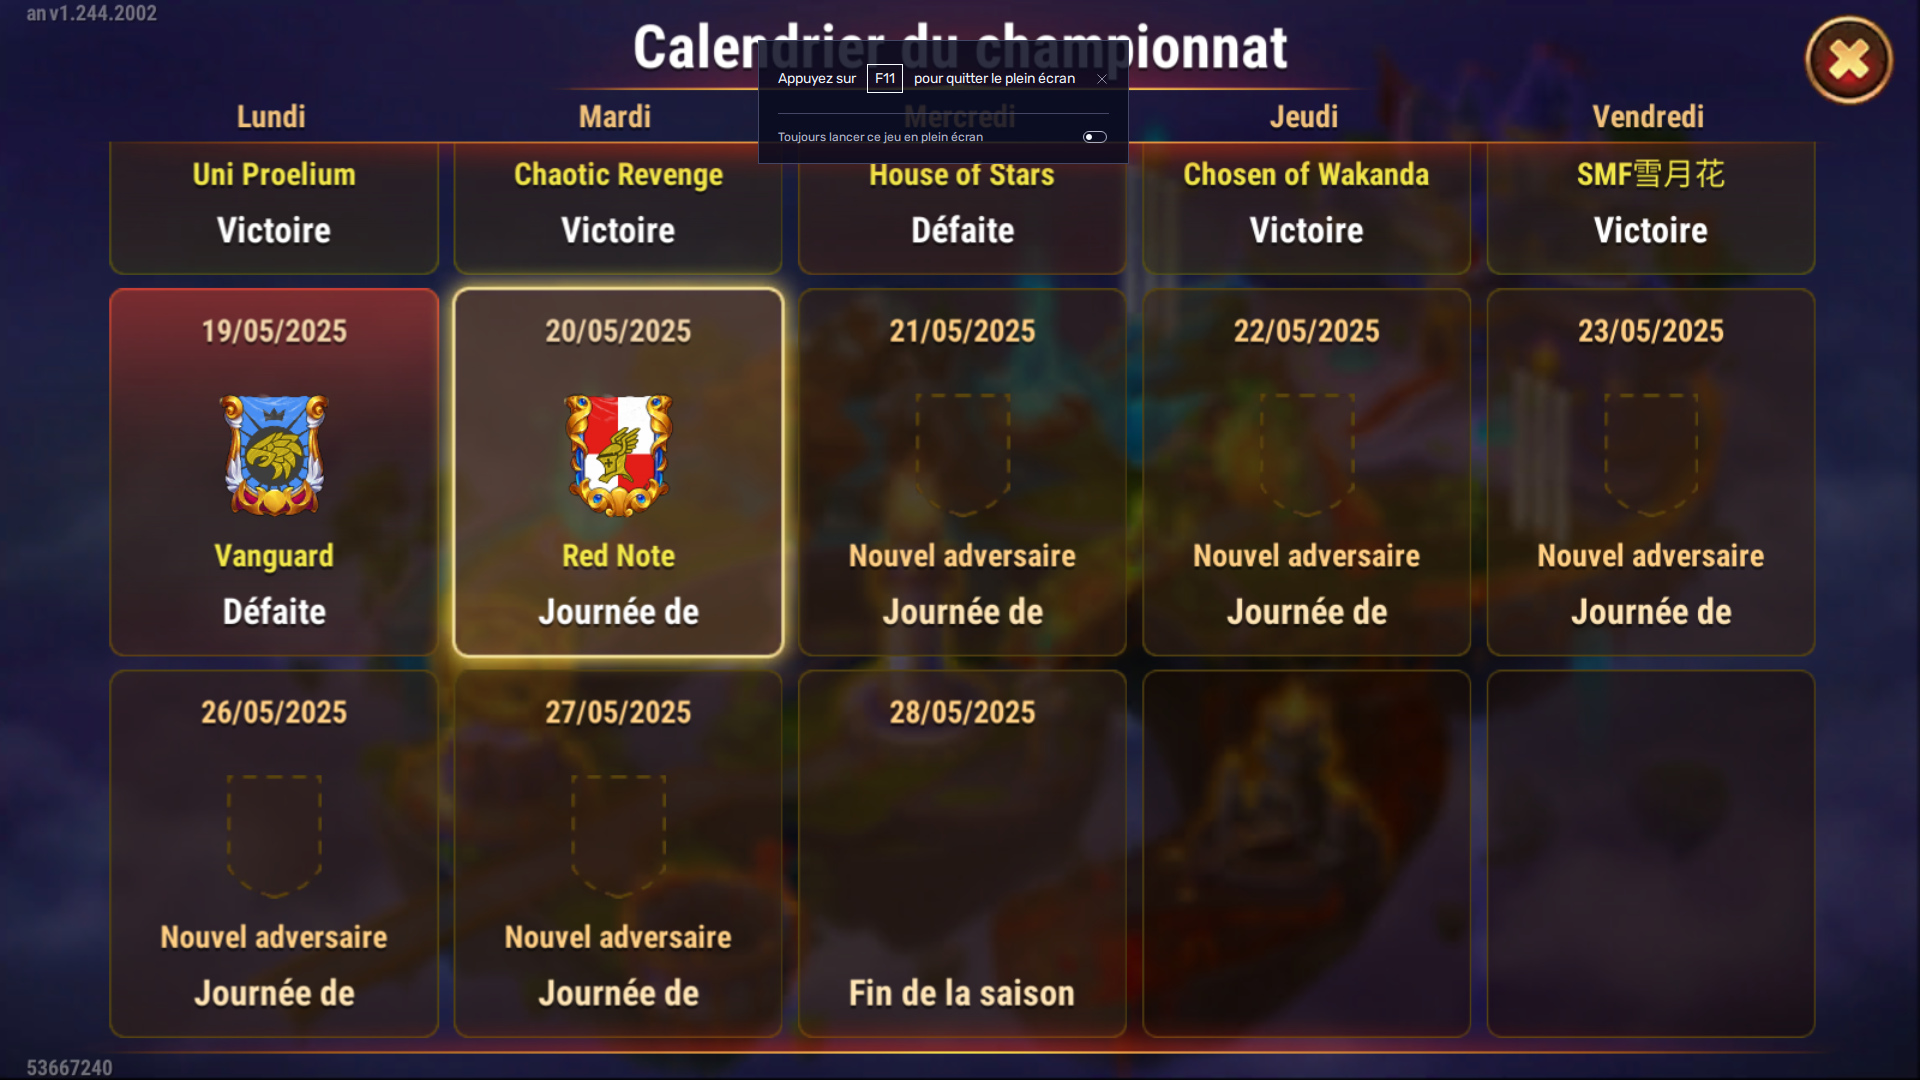 an v1.244.2002
Calendrier du championnat
Appuyez sur F11 pour quitter le plein écran
Toujours lancer ce jeu en plein écran
Lundi Mardi Mercredi Jeudi Vendredi
Uni Proelium Chaotic Revenge House of Stars Chosen of Wakanda SMF雪月花
Victoire Victoire Défaite Victoire Victoire
19/05/2025 20/05/2025 21/05/2025 22/05/2025 23/05/2025
Vanguard Red Note Nouvel adversaire Nouvel adversaire Nouvel adversaire
Défaite Journée de Journée de Journée de Journée de
26/05/2025 27/05/2025 28/05/2025
Nouvel adversaire Nouvel adversaire
Journée de Journée de Fin de la saison
53667240